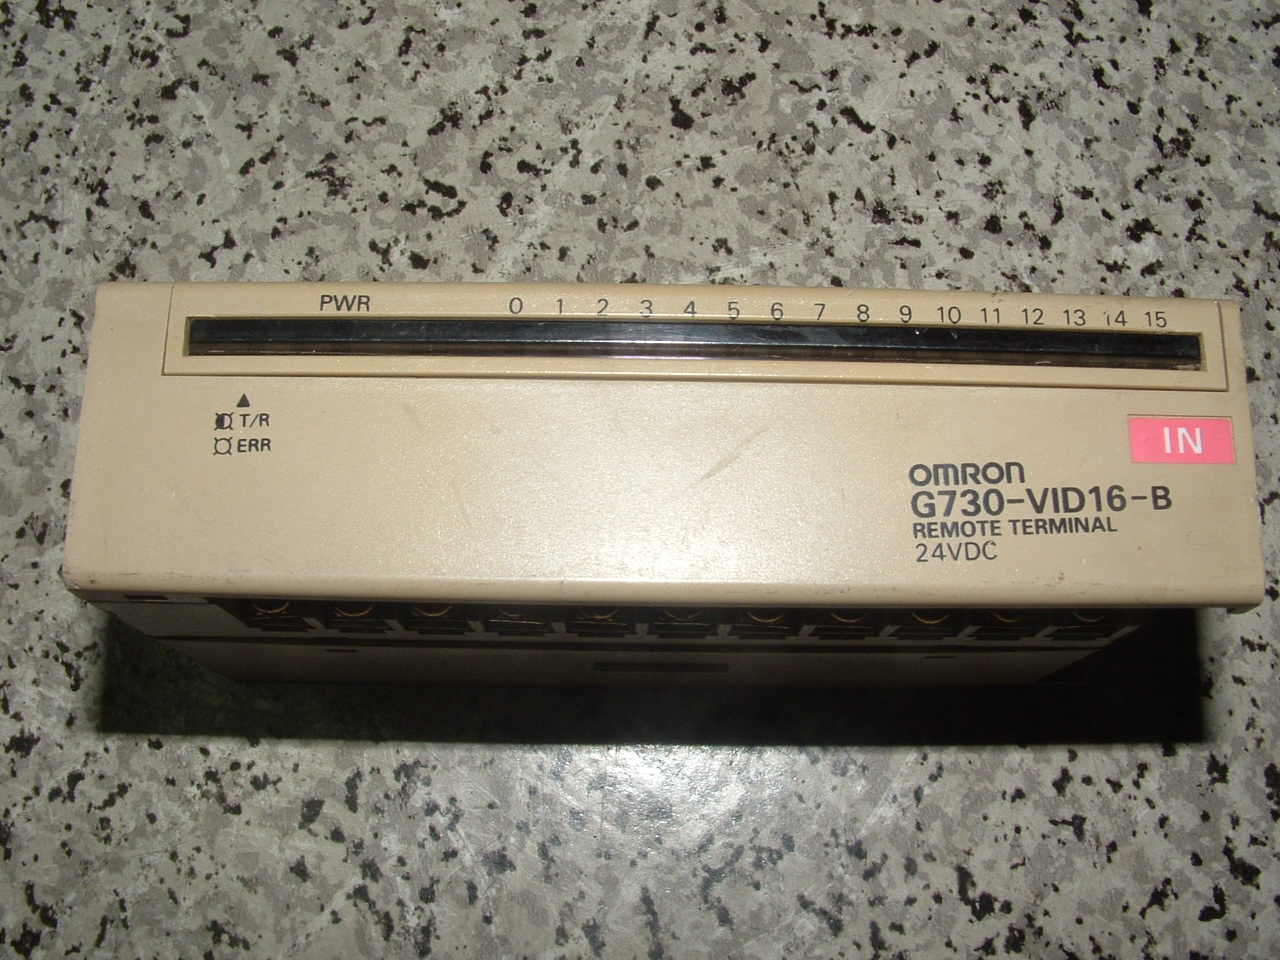 PWR 0 1 2 3 4 5 6 7 8 9 10 11 12 13 14 15
T/R
ERR
IN
OMRON
G730-VID16-B
REMOTE TERMINAL
24VDC